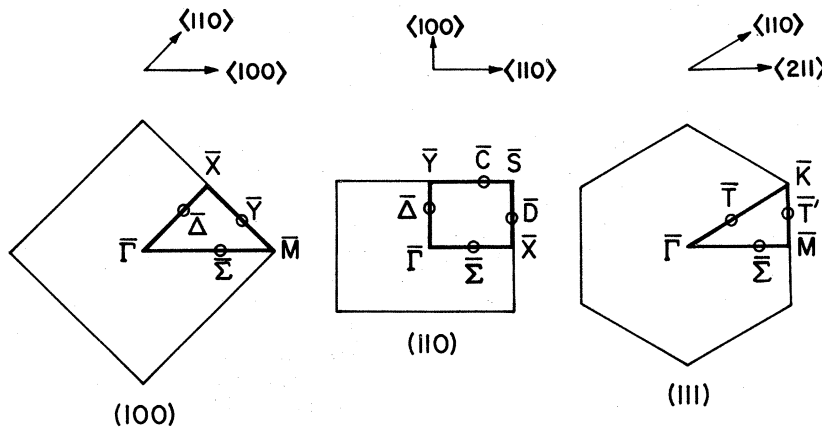 ⟨110⟩
⟨100⟩
X̄
Δ̄
Ȳ
Γ̄
Σ̄
M̄
(100)
⟨100⟩
⟨110⟩
Ȳ
C̄
S̄
Δ̄
D̄
Γ̄
Σ̄
X̄
(110)
⟨110⟩
⟨211⟩
K̄
T̄
T̄′
Γ̄
Σ̄
M̄
(111)